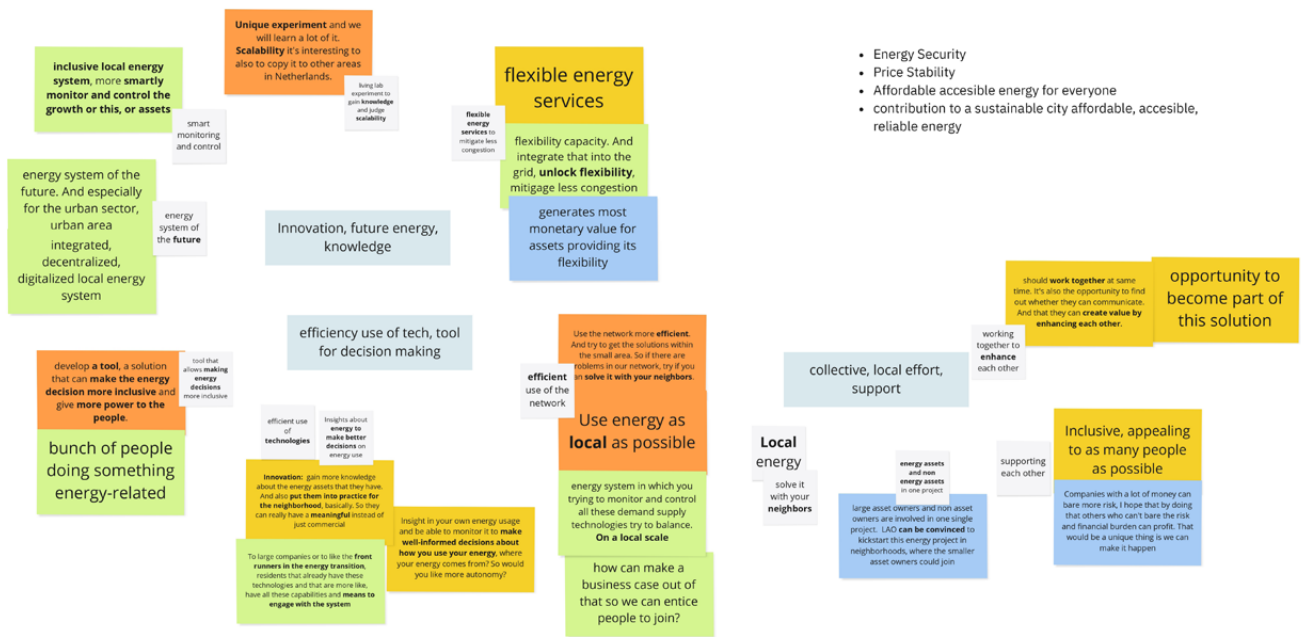 Unique experiment and we
will learn a lot of it.
Scalability it's interesting to
also to copy it to other areas
in Netherlands.
living lab
experiment to
gain knowledge
and judge
scalability
inclusive local energy
system, more smartly
monitor and control the
growth or this, or assets
smart
monitoring
and control
energy system of the
future. And especially
for the urban sector,
urban area
integrated,
decentralized,
digitalized local energy
system
energy
system of
the future
Innovation, future energy,
knowledge
flexible energy
services
flexible
energy
services to
mitigate less
congestion
flexibility capacity. And
integrate that into the
grid, unlock flexibility,
mitigage less congestion
generates most
monetary value for
assets providing its
flexibility
• Energy Security
• Price Stability
• Affordable accesible energy for everyone
• contribution to a sustainable city affordable, accesible,
reliable energy
efficiency use of tech, tool
for decision making
develop a tool, a solution
that can make the energy
decision more inclusive and
give more power to the
people.
tool that
allows making
energy
decisions
more inclusive
bunch of people
doing something
energy-related
efficient use
of
technologies
Insights about
energy to
make better
decisions on
energy use
Innovation: gain more knowledge
about the energy assets that they have.
And also put them into practice for
the neighborhood, basically. So they
can really have a meaningful instead of
just commercial
Insight in your own energy usage
and be able to monitor it to make
well-informed decisions about
how you use your energy, where
your energy comes from? So would
you like more autonomy?
To large companies or to like the front
runners in the energy transition,
residents that already have these
technologies and that are more like,
have all these capabilities and means to
engage with the system
Use the network more efficient.
And try to get the solutions within
the small area. So if there are
problems in our network, try if you
can solve it with your neighbors.
efficient
use of the
network
Use energy as
local as possible
energy system in which you
trying to monitor and control
all these demand supply
technologies try to balance.
On a local scale
how can make a
business case out of
that so we can entice
people to join?
collective, local effort,
support
should work together at same
time. It's also the opportunity to find
out whether they can communicate.
And that they can create value by
enhancing each other.
opportunity to
become part of
this solution
working
together to
enhance
each other
Local
energy
solve it
with your
neighbors
energy assets
and non
energy assets
in one project
large asset owners and non asset
owners are involved in one single
project. LAO can be convinced to
kickstart this energy project in
neighborhoods, where the smaller
asset owners could join
supporting
each other
Inclusive, appealing
to as many people
as possible
Companies with a lot of money can
bare more risk, I hope that by doing
that others who can't bare the risk
and financial burden can profit. That
would be a unique thing is we can
make it happen